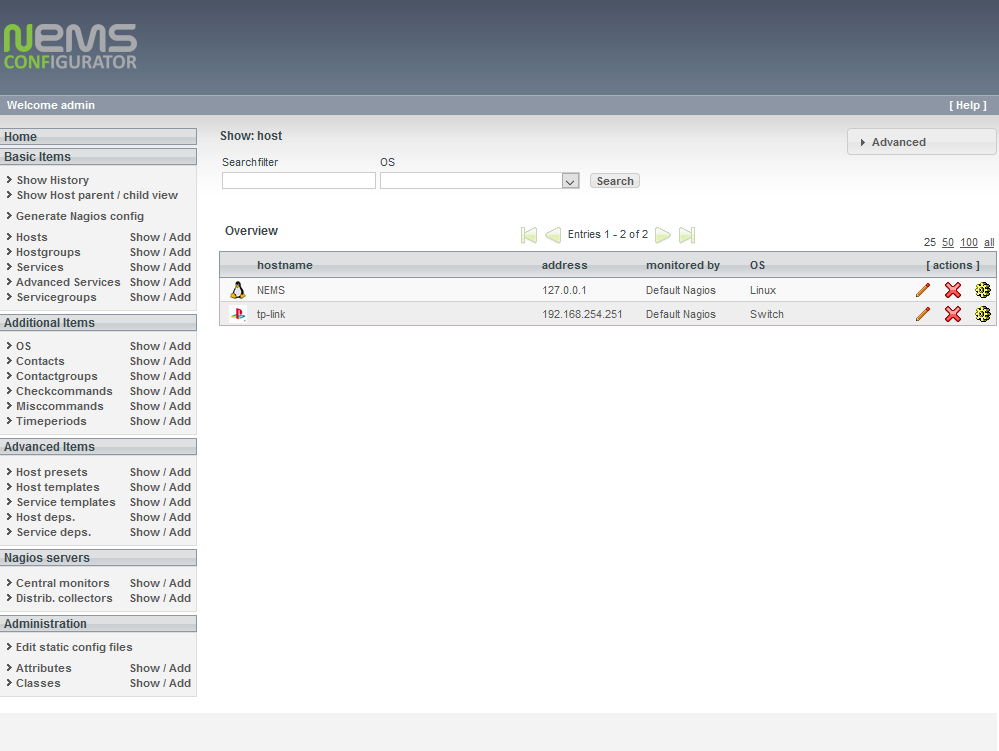 NEMS
CONFIGURATOR
Welcome admin
[ Help ]
Home
Basic Items
Show History
Show Host parent / child view
Generate Nagios config
Hosts Show / Add
Hostgroups Show / Add
Services Show / Add
Advanced Services Show / Add
Servicegroups Show / Add
Additional Items
OS Show / Add
Contacts Show / Add
Contactgroups Show / Add
Checkcommands Show / Add
Misccommands Show / Add
Timeperiods Show / Add
Advanced Items
Host presets Show / Add
Host templates Show / Add
Service templates Show / Add
Host deps. Show / Add
Service deps. Show / Add
Nagios servers
Central monitors Show / Add
Distrib. collectors Show / Add
Administration
Edit static config files
Attributes Show / Add
Classes Show / Add
Show: host
Advanced
Searchfilter OS
Search
Overview
Entries 1 - 2 of 2
25 50 100 all
hostname address monitored by OS [ actions ]
NEMS 127.0.0.1 Default Nagios Linux
tp-link 192.168.254.251 Default Nagios Switch